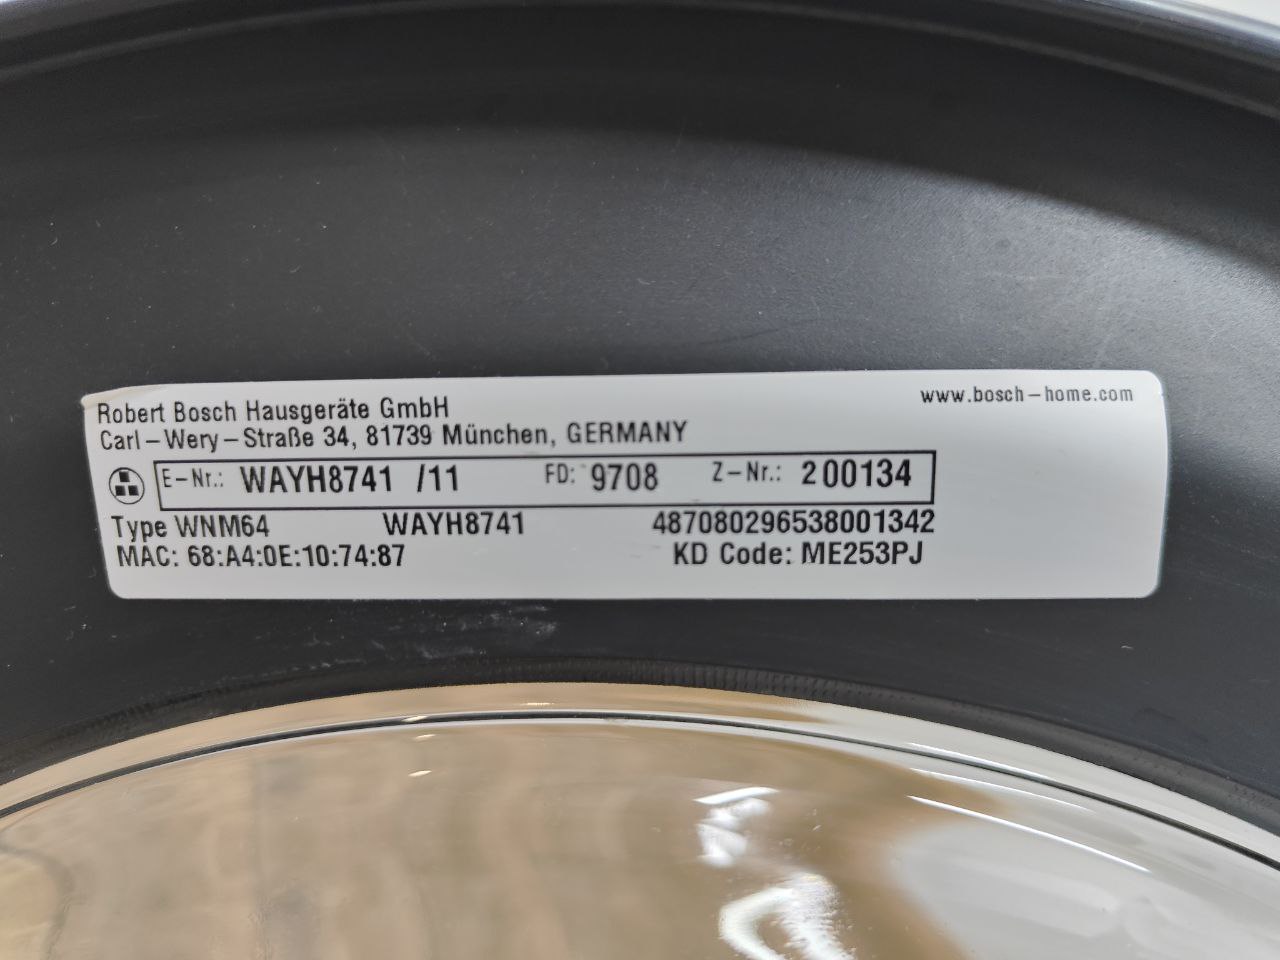 Robert Bosch Hausgeräte GmbH
www.bosch-home.com
Carl-Wery-Straße 34, 81739 München, GERMANY
E-Nr.: WAYH8741 /11 FD: 9708 Z-Nr.: 200134
Type WNM64 WAYH8741 487080296538001342
MAC: 68:A4:0E:10:74:87 KD Code: ME253PJ